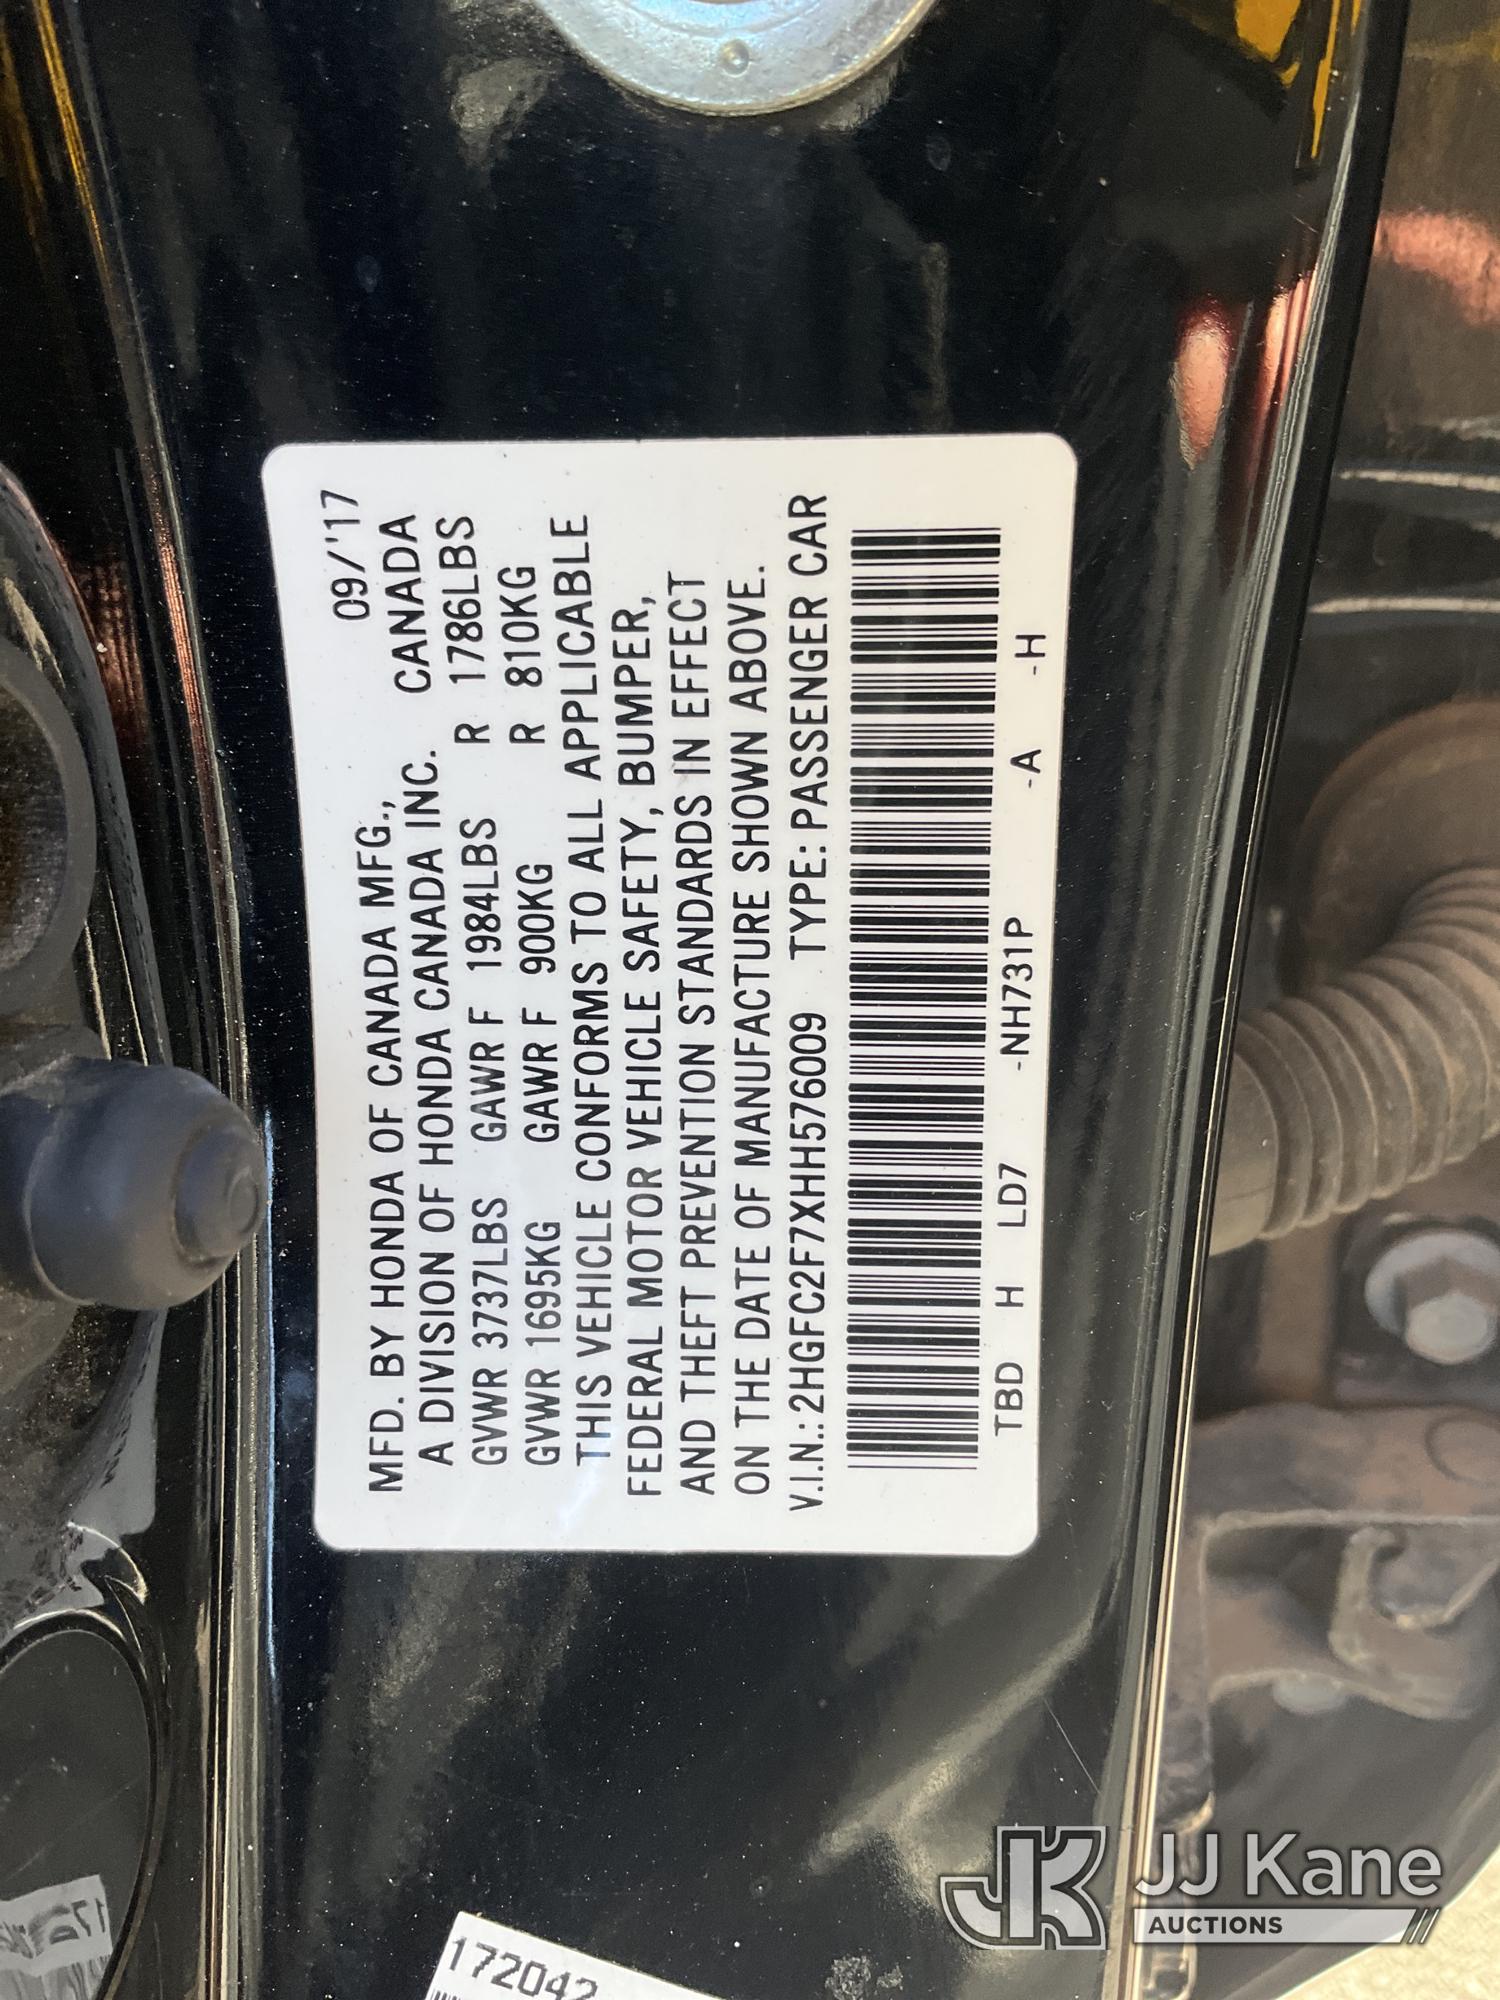 09/'17
MFD. BY HONDA OF CANADA MFG.,
A DIVISION OF HONDA CANADA INC. CANADA
GVWR 3737LBS GAWR F 1984LBS R 1786LBS
GVWR 1695KG GAWR F 900KG R 810KG
THIS VEHICLE CONFORMS TO ALL APPLICABLE
FEDERAL MOTOR VEHICLE SAFETY, BUMPER,
AND THEFT PREVENTION STANDARDS IN EFFECT
ON THE DATE OF MANUFACTURE SHOWN ABOVE.
V.I.N.: 2HGFC2F7XHH576009 TYPE: PASSENGER CAR
TBD H LD7 -NH731P -A -H
172042
JK JJ Kane
AUCTIONS